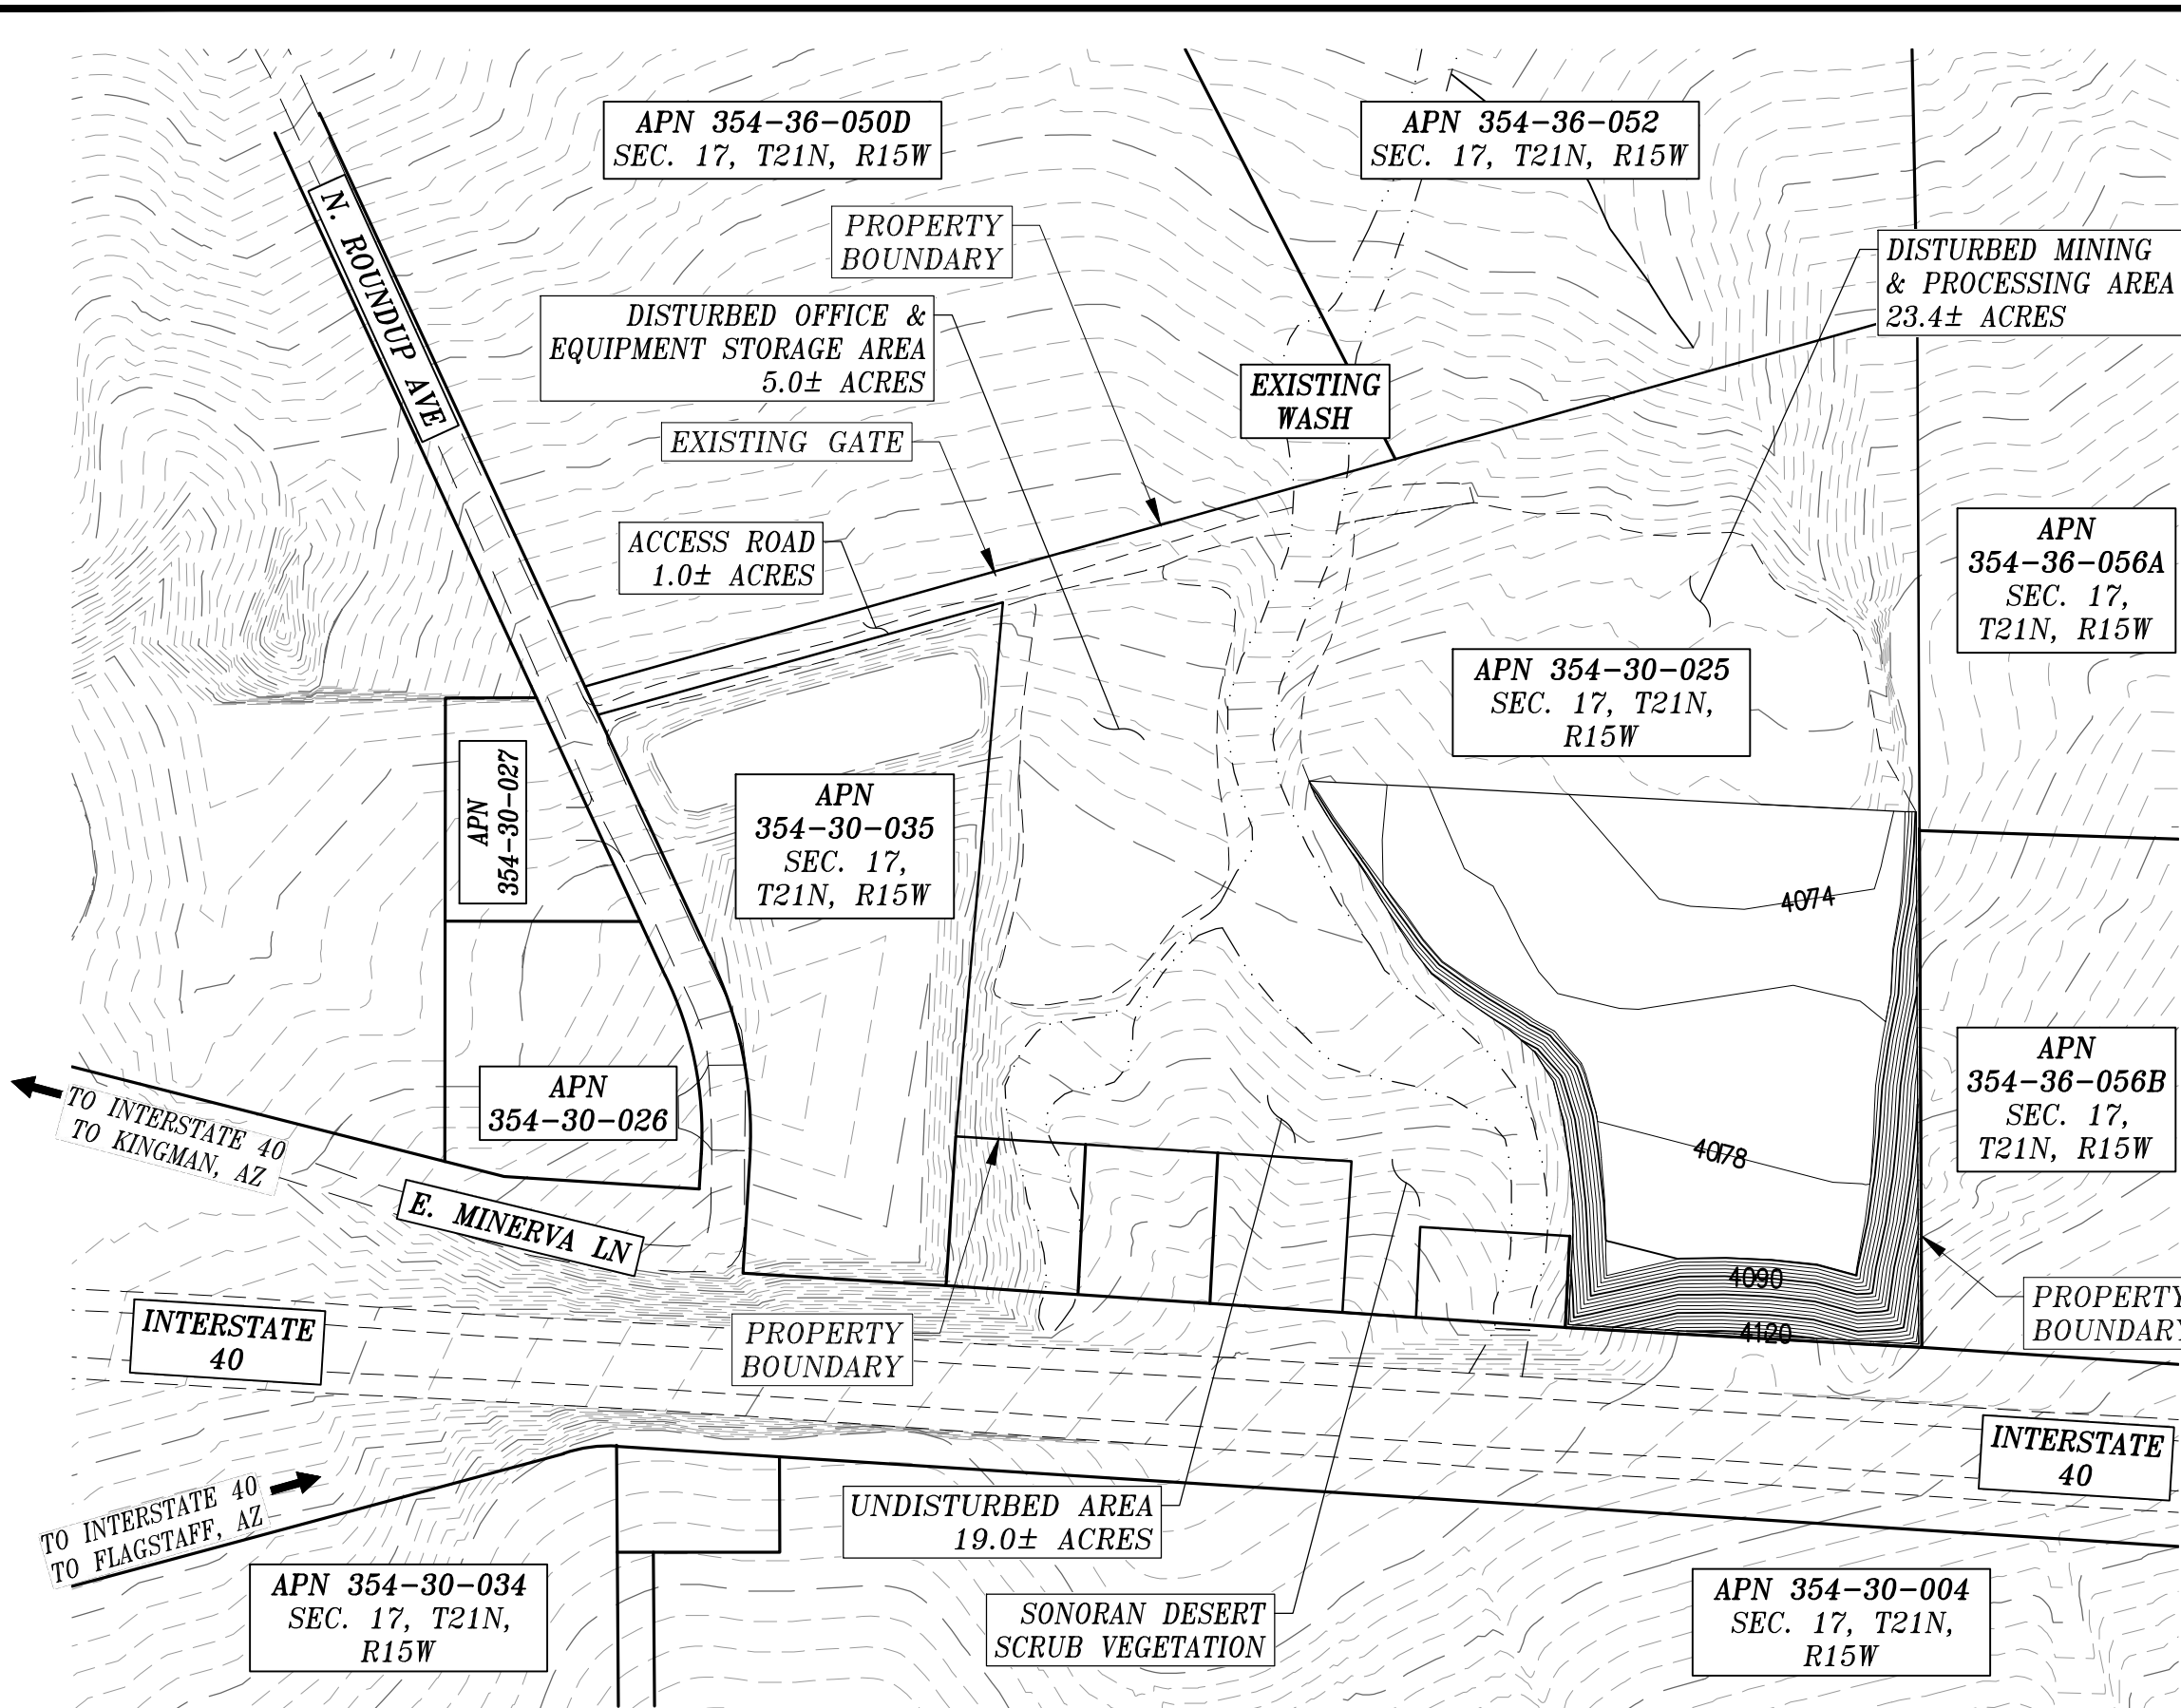 APN 354-36-050D
SEC. 17, T21N, R15W
APN 354-36-052
SEC. 17, T21N, R15W
N. ROUNDUP AVE
PROPERTY
BOUNDARY
DISTURBED MINING
& PROCESSING AREA
23.4± ACRES
DISTURBED OFFICE &
EQUIPMENT STORAGE AREA
5.0± ACRES
EXISTING
WASH
EXISTING GATE
ACCESS ROAD
1.0± ACRES
APN
354-36-056A
SEC. 17,
T21N, R15W
APN 354-30-025
SEC. 17, T21N,
R15W
APN
354-30-027
APN
354-30-035
SEC. 17,
T21N, R15W
4074
APN
354-36-056B
SEC. 17,
T21N, R15W
APN
354-30-026
TO INTERSTATE 40
TO KINGMAN, AZ
4078
E. MINERVA LN
4090
4120
PROPERTY
BOUNDARY
INTERSTATE
40
PROPERTY
BOUNDARY
INTERSTATE
40
TO INTERSTATE 40
TO FLAGSTAFF, AZ
UNDISTURBED AREA
19.0± ACRES
APN 354-30-034
SEC. 17, T21N,
R15W
SONORAN DESERT
SCRUB VEGETATION
APN 354-30-004
SEC. 17, T21N,
R15W